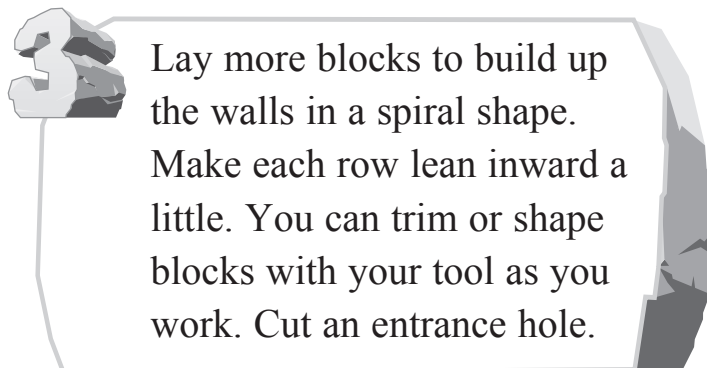 3
Lay more blocks to build up
the walls in a spiral shape.
Make each row lean inward a
little. You can trim or shape
blocks with your tool as you
work. Cut an entrance hole.